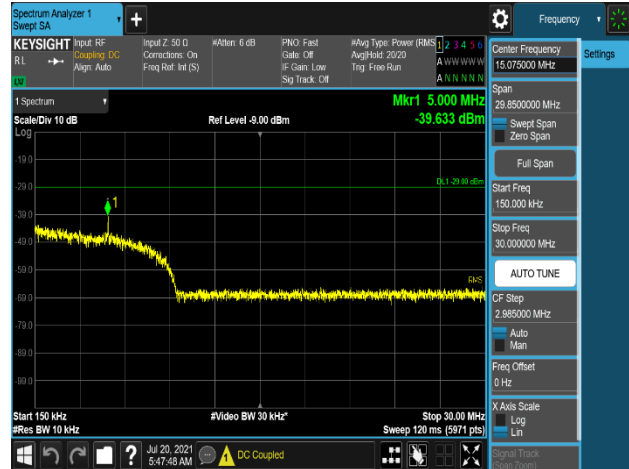 Spectrum Analyzer 1
Swept SA
Frequency
KEYSIGHT
RL
Input: RF
Coupling: DC
Align: Auto
Input Z: 50 Ω
Corrections: On
Freq Ref: Int (S)
#Atten: 6 dB
PNO: Fast
Gate: Off
IF Gain: Low
Sig Track: Off
#Avg Type: Power (RMS
Avg|Hold: 20/20
Trig: Free Run
1 2 3 4 5 6
A W W W W W
A N N N N N
1 Spectrum
Mkr1 5.000 MHz
Scale/Div 10 dB
Ref Level -9.00 dBm
-39.633 dBm
Log
-19.0
DL1 -29.00 dBm
-29.0
1
-39.0
-49.0
-59.0
RMS
-69.0
-79.0
-89.0
-99.0
Start 150 kHz
#Video BW 30 kHz*
Stop 30.00 MHz
#Res BW 10 kHz
Sweep 120 ms (5971 pts)
?
Jul 20, 2021
5:47:48 AM
DC Coupled
Center Frequency
15.075000 MHz
Settings
Span
29.8500000 MHz
Swept Span
Zero Span
Full Span
Start Freq
150.000 kHz
Stop Freq
30.000000 MHz
AUTO TUNE
CF Step
2.985000 MHz
Auto
Man
Freq Offset
0 Hz
X Axis Scale
Log
Lin
Signal Track
(Span Zoom)